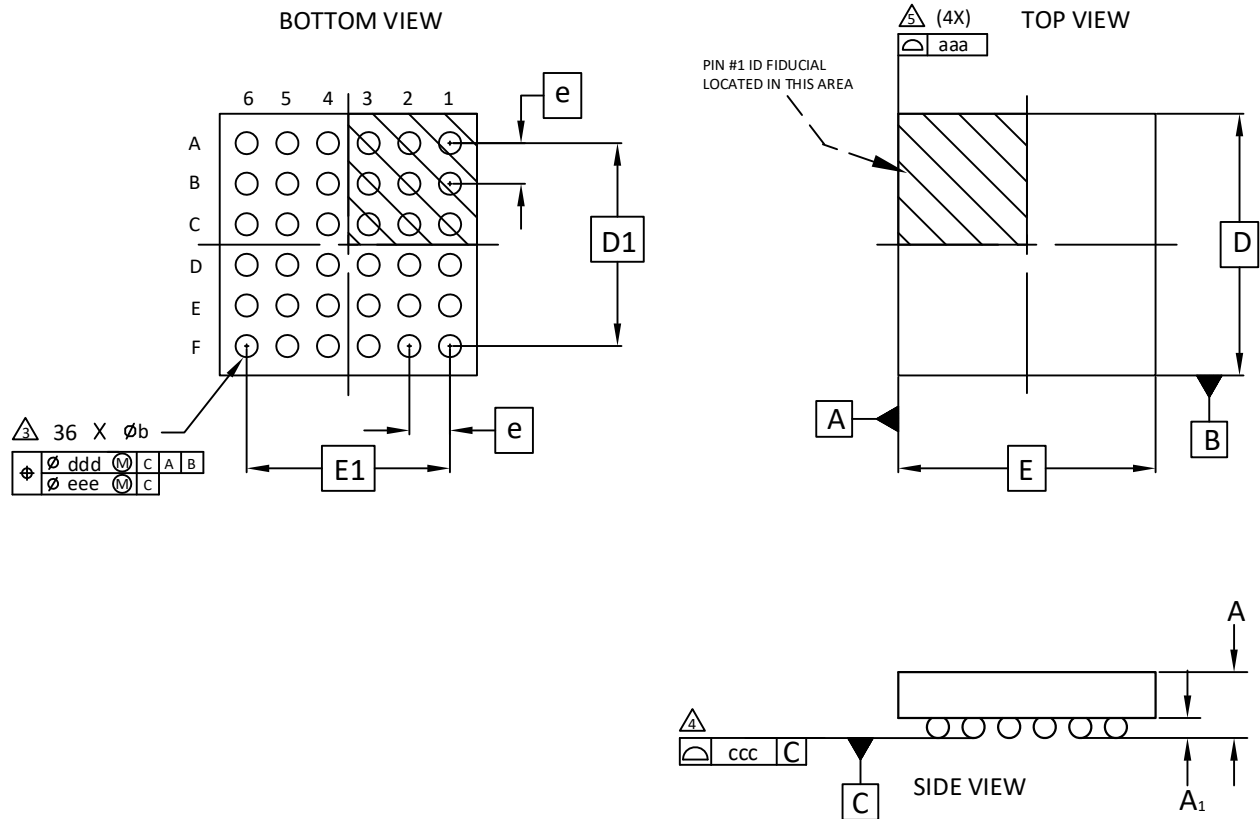 BOTTOM VIEW
6 5 4 3 2 1
A
B
C
D
E
F
e
D1
e
E1
3 36 X Øb
⌖ Ø ddd Ⓜ C A B
Ø eee Ⓜ C
5 (4X)
⌓ aaa
TOP VIEW
PIN #1 ID FIDUCIAL
LOCATED IN THIS AREA
D
A
B
E
A
4
⌓ ccc C
C
SIDE VIEW
A₁